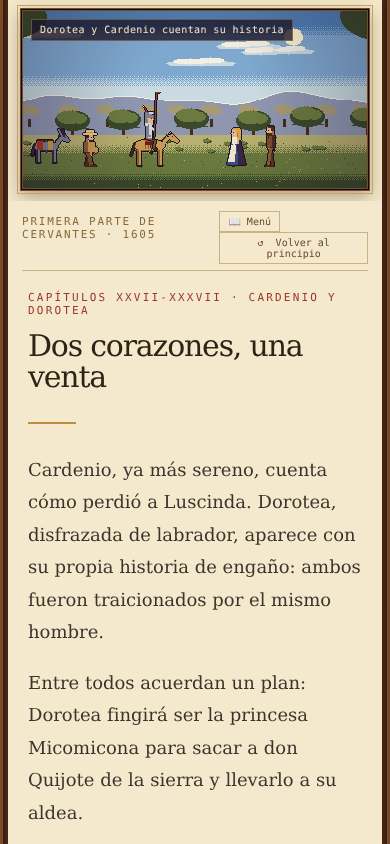 Dorotea y Cardenio cuentan su historia
PRIMERA PARTE DE
CERVANTES · 1605
📖 Menú
↺ Volver al
principio
CAPÍTULOS XXVII-XXXVII · CARDENIO Y
DOROTEA
Dos corazones, una
venta
Cardenio, ya más sereno, cuenta
cómo perdió a Luscinda. Dorotea,
disfrazada de labrador, aparece con
su propia historia de engaño: ambos
fueron traicionados por el mismo
hombre.
Entre todos acuerdan un plan:
Dorotea fingirá ser la princesa
Micomicona para sacar a don
Quijote de la sierra y llevarlo a su
aldea.